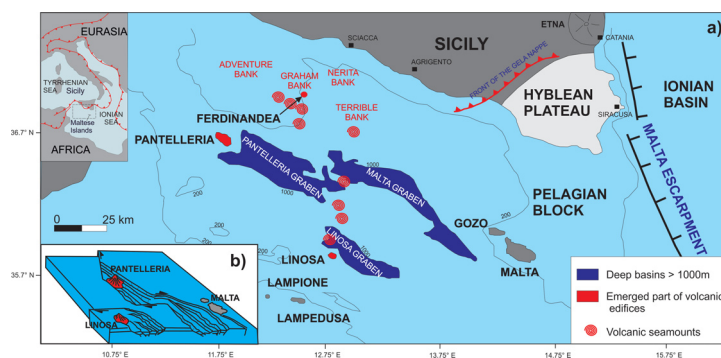 EURASIA
TYRRHENIAN
SEA
Sicily
IONIAN
SEA
Maltese
Islands
AFRICA
a)
ETNA
CATANIA
SCIACCA
SICILY
AGRIGENTO
ADVENTURE
BANK
GRAHAM
BANK
NERITA
BANK
TERRIBLE
BANK
FERDINANDEA
FRONT OF THE GELA NAPPE
HYBLEAN
PLATEAU
SIRACUSA
IONIAN
BASIN
MALTA ESCARPMENT
36.7°
PANTELLERIA
PANTELLERIA GRABEN
1000
1000
MALTA GRABEN
200
200
200
200
PELAGIAN
BLOCK
GOZO
MALTA
0 25 km
LINOSA GRABEN
LINOSA
LAMPIONE
LAMPEDUSA
35.7°
b)
PANTELLERIA
LINOSA
MALTA
Deep basins > 1000m
Emerged part of volcanic
edifices
Volcanic seamounts
10.75° E
11.75° E
12.75° E
13.75° E
14.75° E
15.75° E